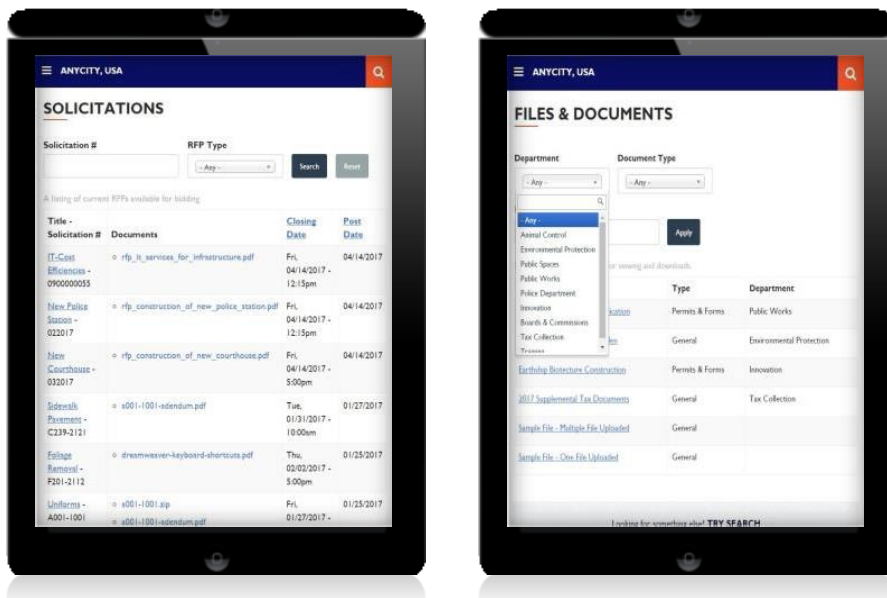 ANYCITY, USA
SOLICITATIONS
Solicitation # RFP Type
- Any - Search Reset
A listing of current RFPs available for bidding
Title - Closing Post
Solicitation # Documents Date Date
IT-Cost rfp_it_services_for_infrastructure.pdf Fri, 04/14/2017
Efficiencies - 04/14/2017 -
0900000055 12:15pm
New Police rfp_construction_of_new_police_station.pdf Fri, 04/14/2017
Station - 04/14/2017 -
022017 12:15pm
New rfp_construction_of_new_courthouse.pdf Fri, 04/14/2017
Courthouse - 04/14/2017 -
032017 5:00pm
Sidewalk s001-1001-adendum.pdf Tue, 01/27/2017
Pavement - 01/31/2017 -
C239-2121 10:00am
Foliage dreamweaver-keyboard-shortcuts.pdf Thu, 01/25/2017
Removal - 02/02/2017 -
F201-2112 5:00pm
Uniforms - s001-1001.zip Fri, 01/25/2017
A001-1001 s001-1001-adendum.pdf 01/27/2017 -
ANYCITY, USA
FILES & DOCUMENTS
Department Document Type
- Any - - Any -
- Any -
Animal Control Apply
Environmental Protection
Public Spaces for viewing and downloads.
Public Works
Police Department Type Department
Innovation
Boards & Commissions Permits & Forms Public Works
Tax Collection
General Environmental Protection
Earthship Biotecture Construction Permits & Forms Innovation
2017 Supplemental Tax Documents General Tax Collection
Sample File - Multiple File Uploaded General
Sample File - One File Uploaded General
Looking for something else? TRY SEARCH